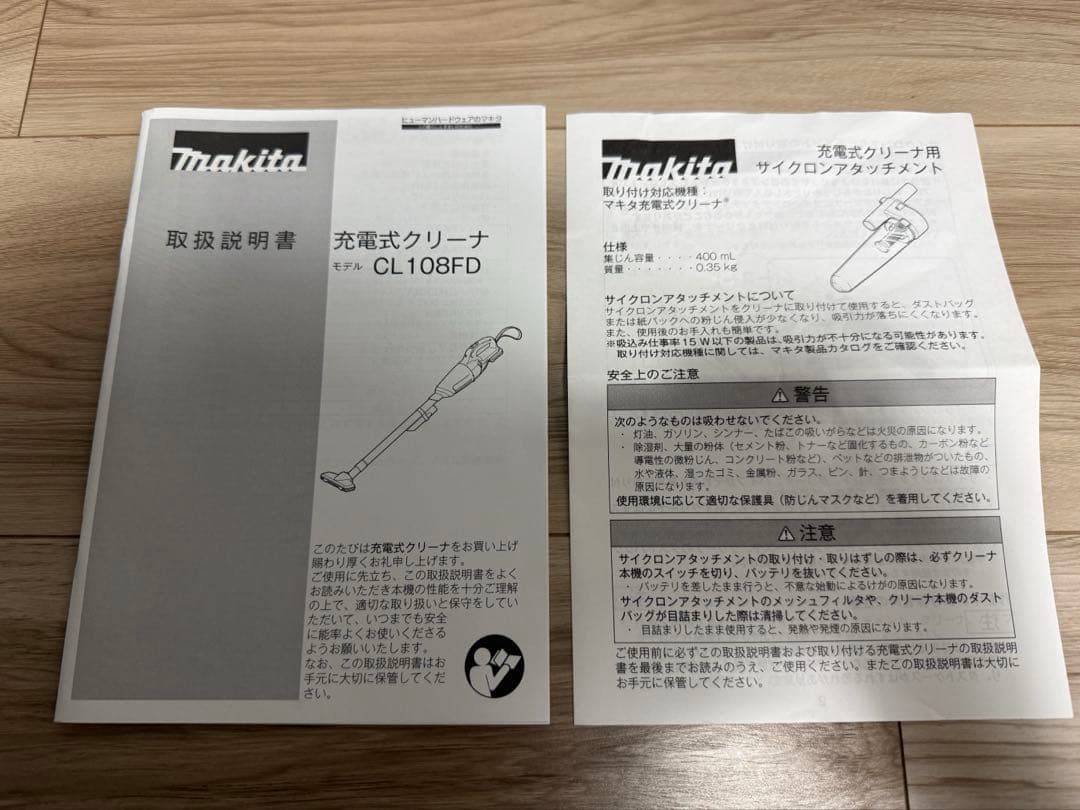 ヒューマンハードウェアのマキタ
makita
取扱説明書
充電式クリーナ
モデル CL108FD
このたびは充電式クリーナをお買い上げ
賜わり厚くお礼申し上げます。
ご使用に先立ち、この取扱説明書をよく
お読みいただき本機の性能を十分ご理解
の上で、適切な取り扱いと保守をしてい
ただいて、いつまでも安全
に能率よくお使いくださる
ようお願いいたします。
なお、この取扱説明書はお
手元に大切に保管してくだ
さい。
makita
充電式クリーナ用
サイクロンアタッチメント
取り付け対応機種：
マキタ充電式クリーナ※
仕様
集じん容量・・・・400 mL
質量・・・・・・・0.35 kg
サイクロンアタッチメントについて
サイクロンアタッチメントをクリーナに取り付けて使用すると、ダストバッグ
または紙パックへの粉じん侵入が少なくなり、吸引力が落ちにくくなります。
また、使用後のお手入れも簡単です。
※吸込み仕事率15 W以下の製品は、吸引力が不十分になる可能性があります。
取り付け対応機種に関しては、マキタ製品カタログをご確認ください。
安全上のご注意
⚠ 警告
次のようなものは吸わせないでください。
・ 灯油、ガソリン、シンナー、たばこの吸いがらなどは火災の原因になります。
・ 除湿剤、大量の粉体（セメント粉、トナーなど固化するもの、カーボン粉など
導電性の微粉じん、コンクリート粉など）、ペットなどの排泄物がついたもの、
水や液体、湿ったゴミ、金属粉、ガラス、ピン、針、つまようじなどは故障の
原因になります。
使用環境に応じて適切な保護具（防じんマスクなど）を着用してください。
⚠ 注意
サイクロンアタッチメントの取り付け・取りはずしの際は、必ずクリーナ
本機のスイッチを切り、バッテリを抜いてください。
・ バッテリを差したまま行うと、不意な始動によるけがの原因になります。
サイクロンアタッチメントのメッシュフィルタや、クリーナ本機のダスト
バッグが目詰まりした際は清掃してください。
・ 目詰まりしたまま使用すると、発熱や発煙の原因になります。
ご使用前に必ずこの取扱説明書および取り付ける充電式クリーナの取扱説明
書を最後までお読みのうえ、ご使用ください。またこの取扱説明書は大切に
お手元に保管してください。